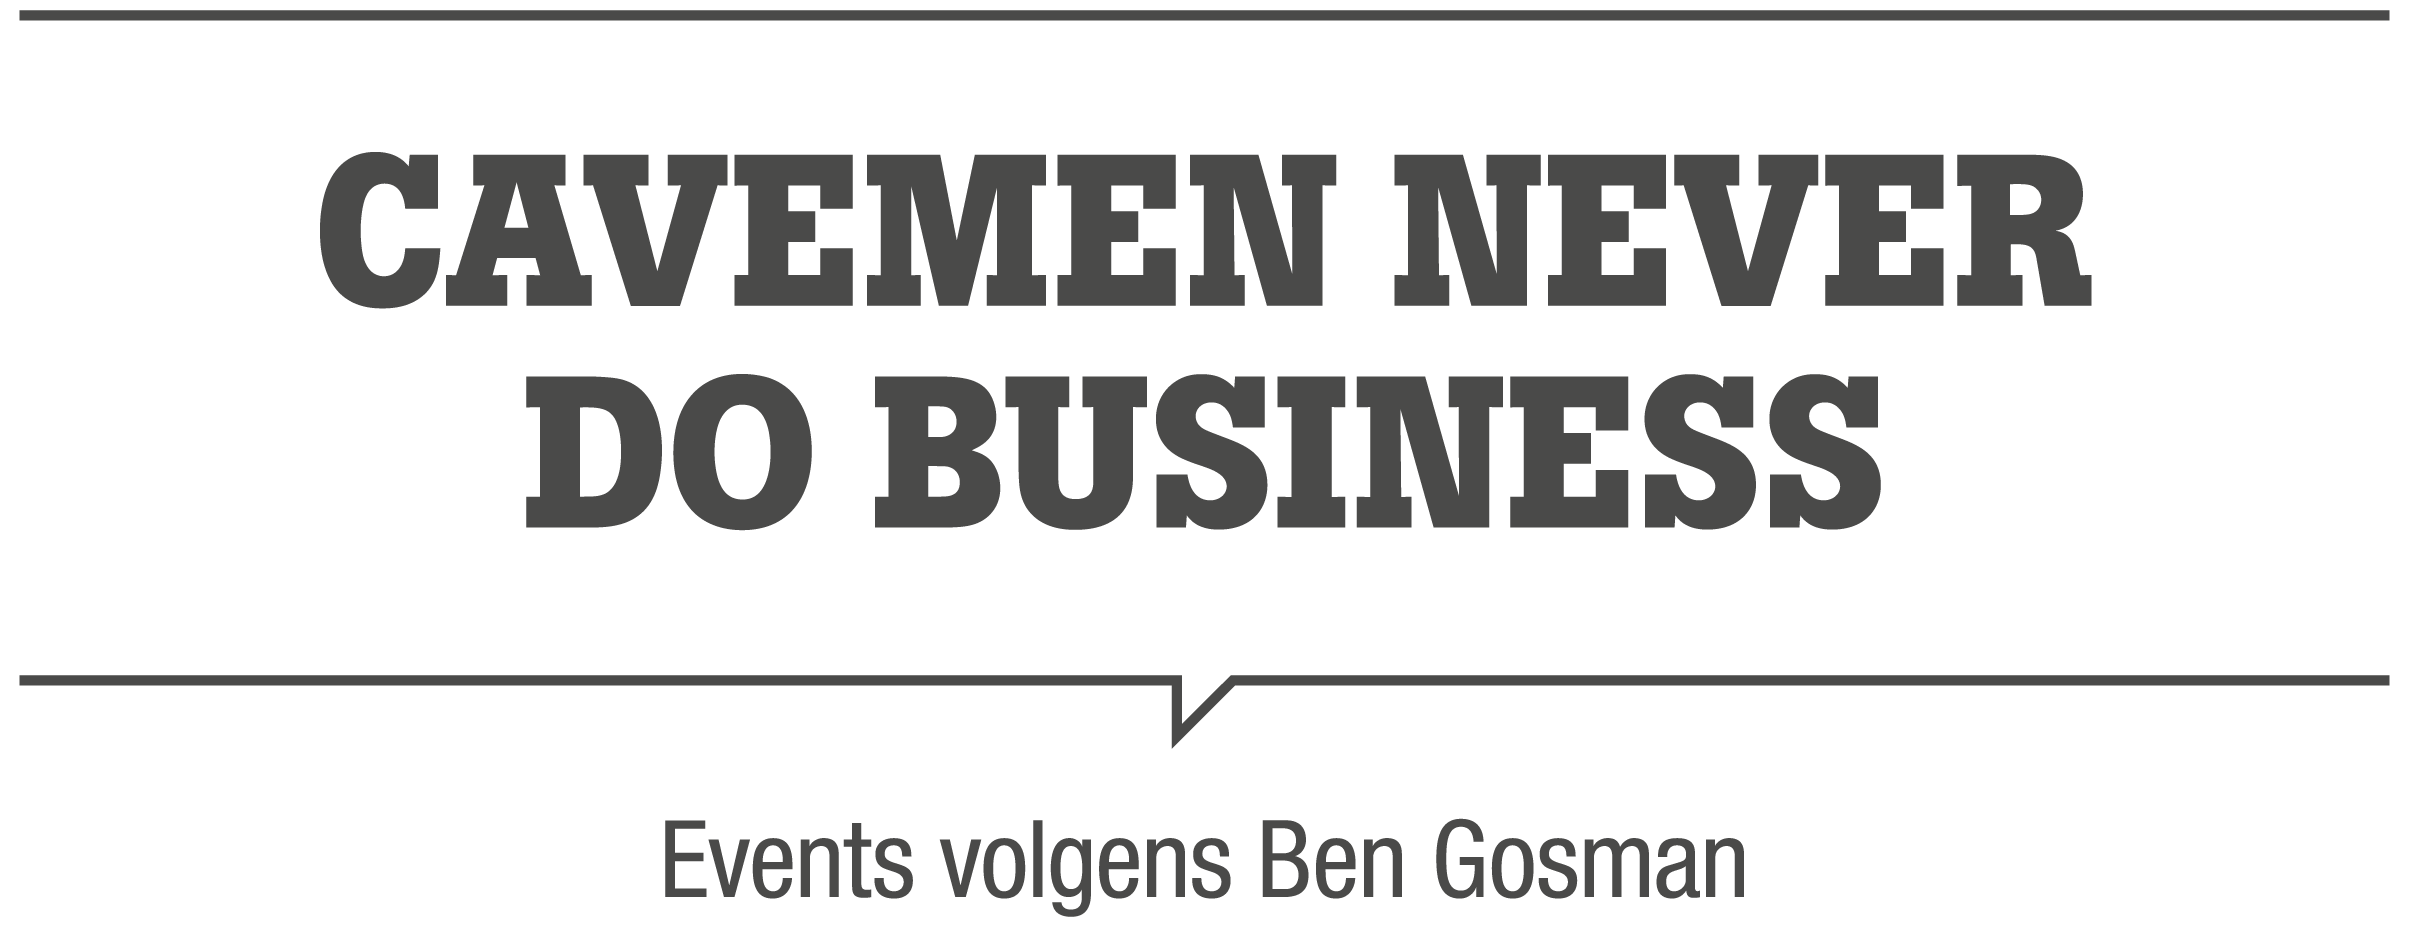 CAVEMEN NEVER
DO BUSINESS
Events volgens Ben Gosman